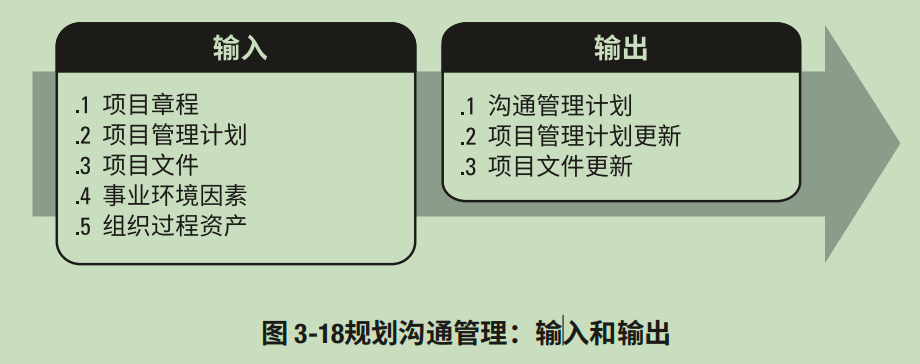 输入
.1 项目章程
.2 项目管理计划
.3 项目文件
.4 事业环境因素
.5 组织过程资产
输出
.1 沟通管理计划
.2 项目管理计划更新
.3 项目文件更新
图 3-18规划沟通管理：输入和输出